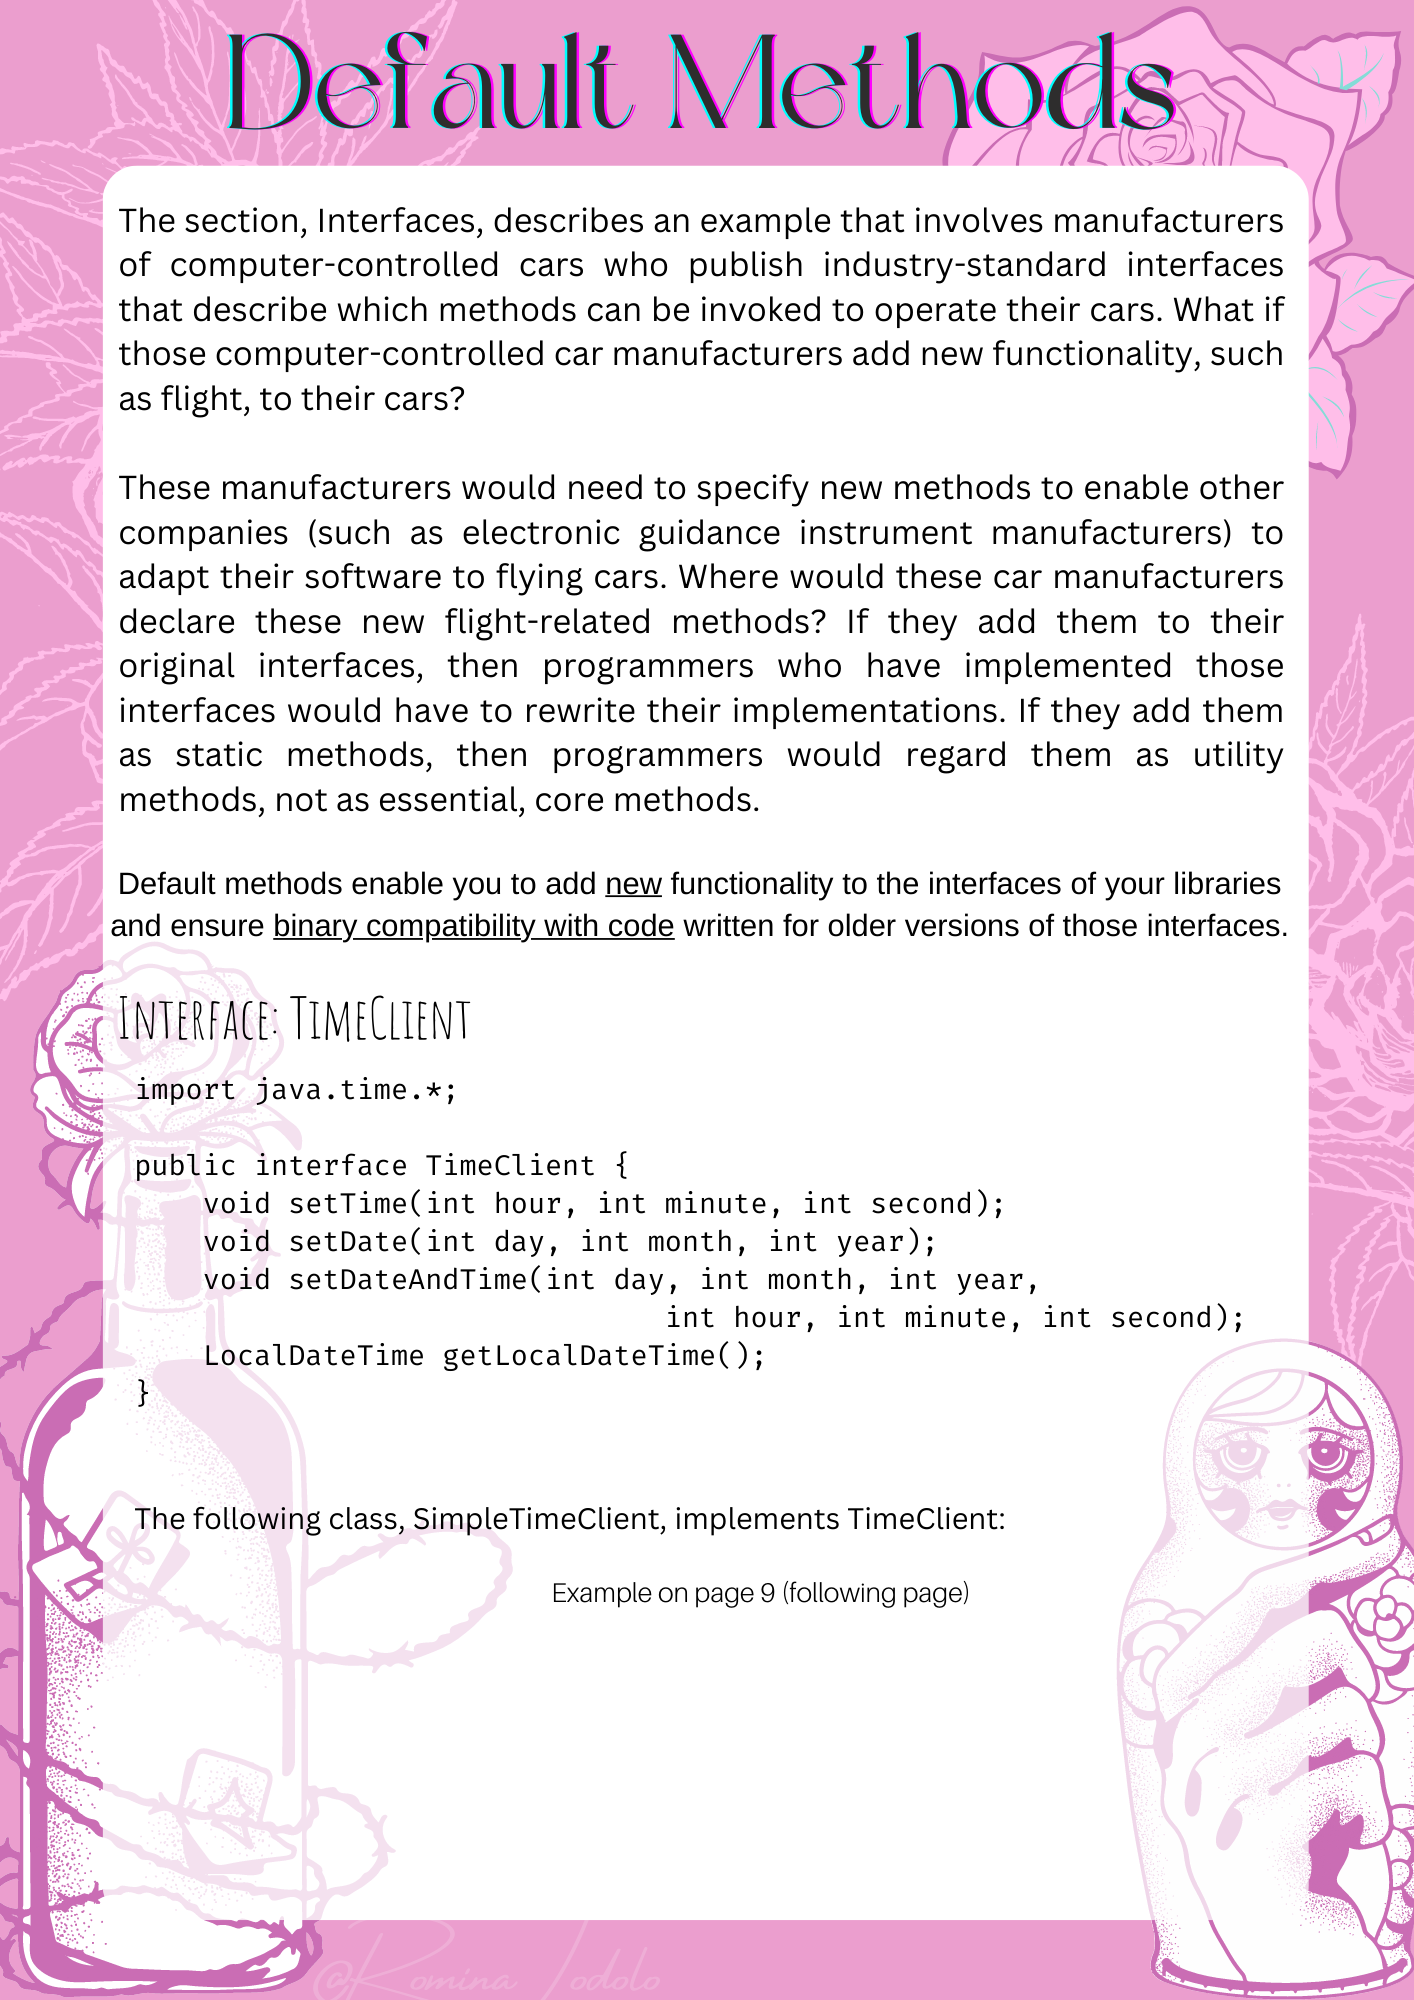 Default Methods
The section, Interfaces, describes an example that involves manufacturers
of computer-controlled cars who publish industry-standard interfaces
that describe which methods can be invoked to operate their cars. What if
those computer-controlled car manufacturers add new functionality, such
as flight, to their cars?
These manufacturers would need to specify new methods to enable other
companies (such as electronic guidance instrument manufacturers) to
adapt their software to flying cars. Where would these car manufacturers
declare these new flight-related methods? If they add them to their
original interfaces, then programmers who have implemented those
interfaces would have to rewrite their implementations. If they add them
as static methods, then programmers would regard them as utility
methods, not as essential, core methods.
Default methods enable you to add new functionality to the interfaces of your libraries
and ensure binary compatibility with code written for older versions of those interfaces.
Interface: TimeClient
import java.time.*;
public interface TimeClient {
    void setTime(int hour, int minute, int second);
    void setDate(int day, int month, int year);
    void setDateAndTime(int day, int month, int year,
                               int hour, int minute, int second);
    LocalDateTime getLocalDateTime();
}
The following class, SimpleTimeClient, implements TimeClient:
Example on page 9 (following page)
@Romina Iodolo